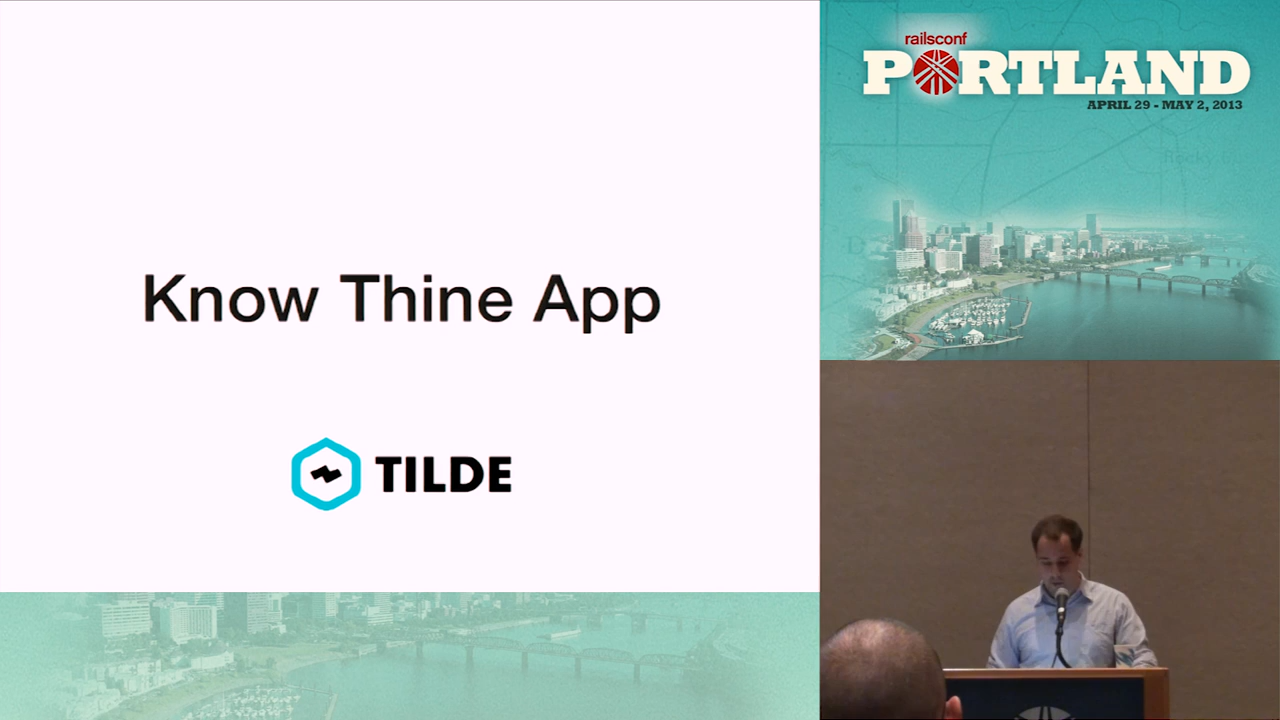 Know Thine App
TILDE
railsconf
PORTLAND
APRIL 29 - MAY 2, 2013